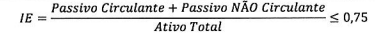 IE = Passivo Circulante + Passivo NÃO Circulante / Ativo Total ≤ 0,75